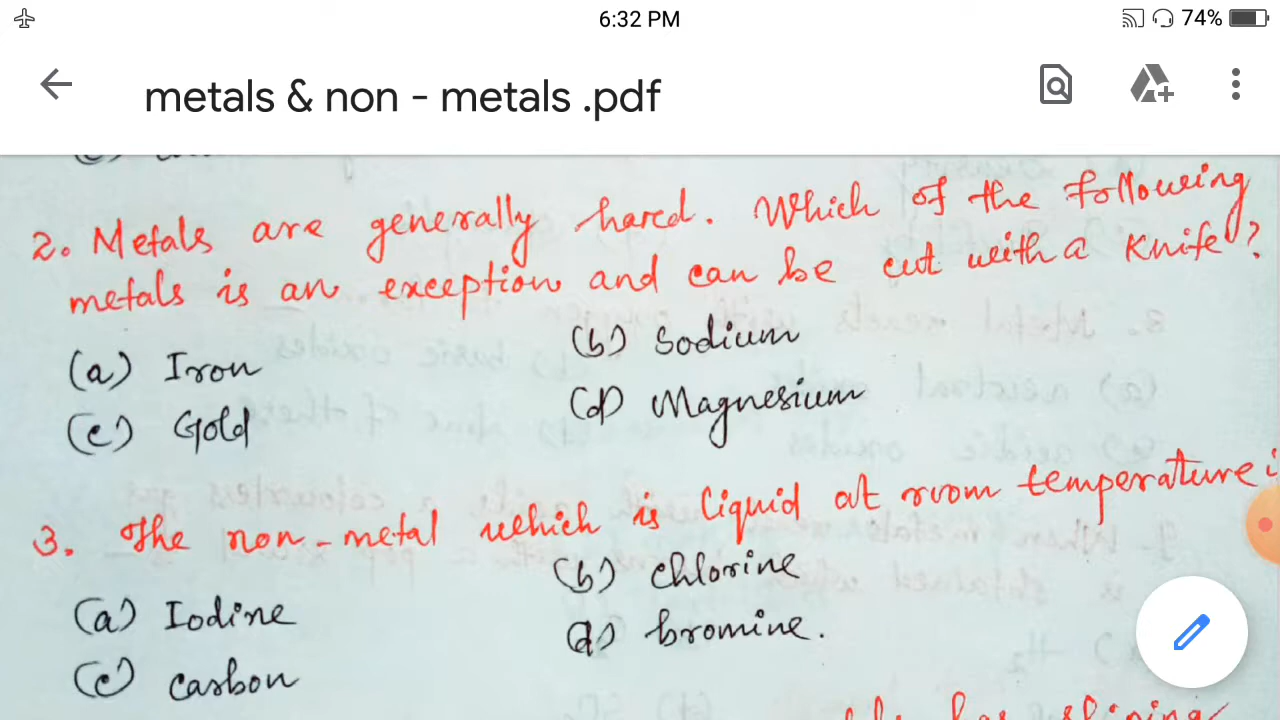 6:32 PM
74%
metals & non - metals .pdf
2. Metals are generally hard. Which of the following
metals is an exception and can be cut with a knife?
(a) Iron (b) Sodium
(c) Gold (d) Magnesium
3. The non-metal which is liquid at room temperature i
(a) Iodine (b) chlorine
(c) carbon (d) bromine.